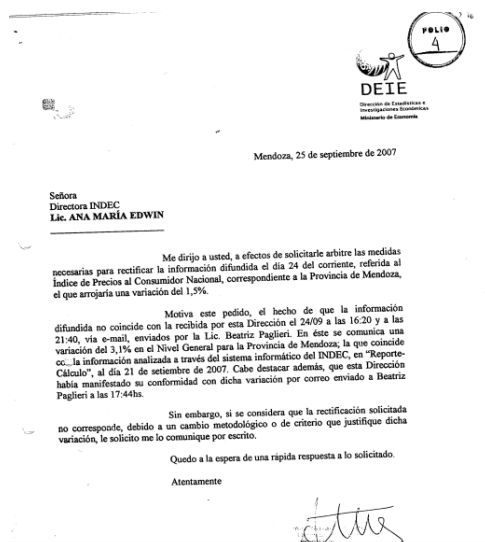 FOLIO
4
DEIE
Dirección de Estadísticas e
Investigaciones Económicas
Ministerio de Economía
Mendoza, 25 de septiembre de 2007
Señora
Directora INDEC
Lic. ANA MARÍA EDWIN
Me dirijo a usted, a efectos de solicitarle arbitre las medidas
necesarias para rectificar la información difundida el día 24 del corriente, referida al
Índice de Precios al Consumidor Nacional, correspondiente a la Provincia de Mendoza,
el que arrojaría una variación del 1,5%.
Motiva este pedido, el hecho de que la información
difundida no coincide con la recibida por esta Dirección el 24/09 a las 16:20 y a las
21:40, vía e-mail, enviados por la Lic. Beatriz Paglieri. En éste se comunica una
variación del 3,1% en el Nivel General para la Provincia de Mendoza; la que coincide
la información analizada a través del sistema informático del INDEC, en “Reporte-
Cálculo”, al día 21 de setiembre de 2007. Cabe destacar además, que esta Dirección
había manifestado su conformidad con dicha variación por correo enviado a Beatriz
Paglieri a las 17:44hs.
Sin embargo, si se considera que la rectificación solicitada
no corresponde, debido a un cambio metodológico o de criterio que justifique dicha
variación, le solicito me lo comunique por escrito.
Quedo a la espera de una rápida respuesta a lo solicitado.
Atentamente